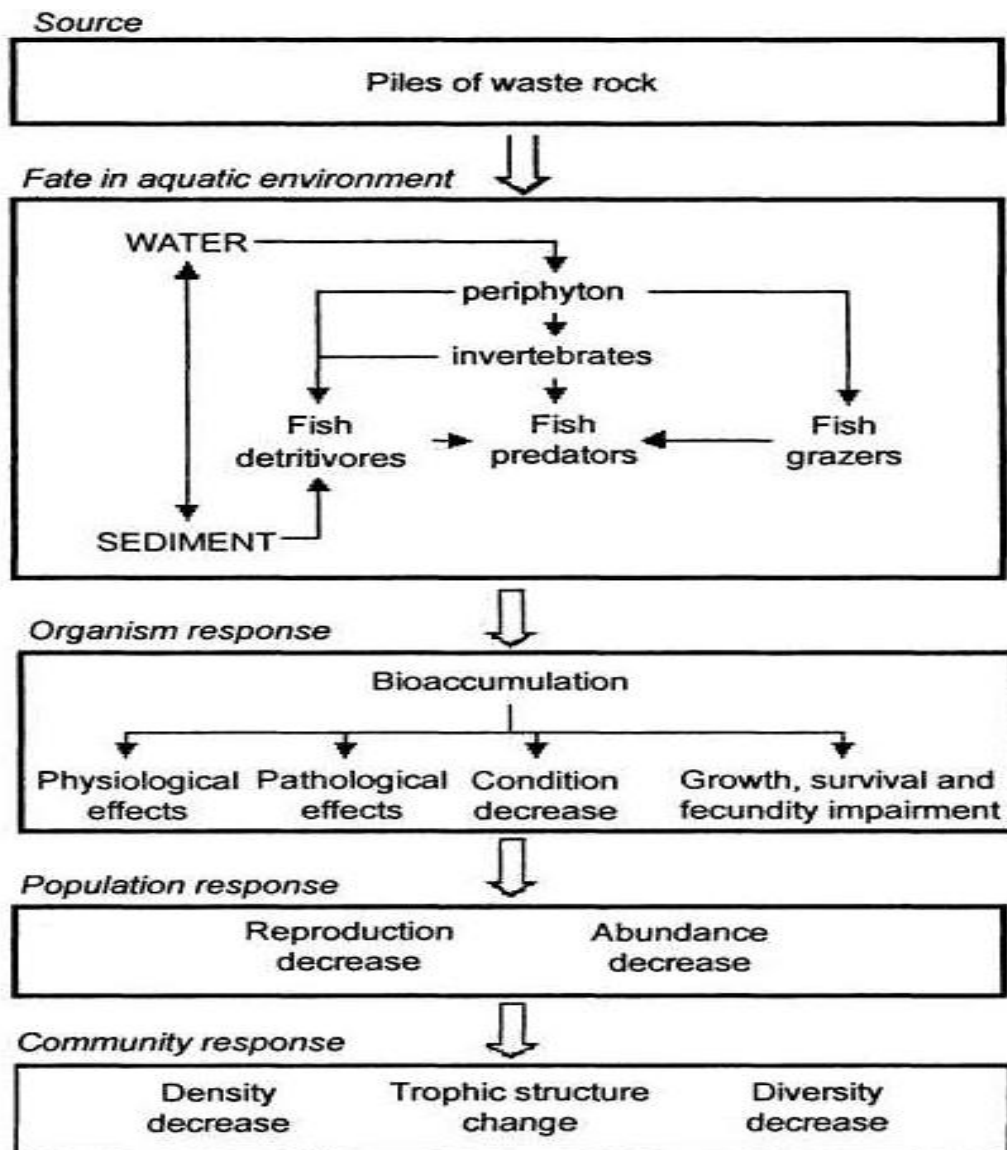 Source
Piles of waste rock
Fate in aquatic environment
WATER
periphyton
invertebrates
Fish
detritivores
Fish
predators
Fish
grazers
SEDIMENT
Organism response
Bioaccumulation
Physiological
effects
Pathological
effects
Condition
decrease
Growth, survival and
fecundity impairment
Population response
Reproduction
decrease
Abundance
decrease
Community response
Density
decrease
Trophic structure
change
Diversity
decrease